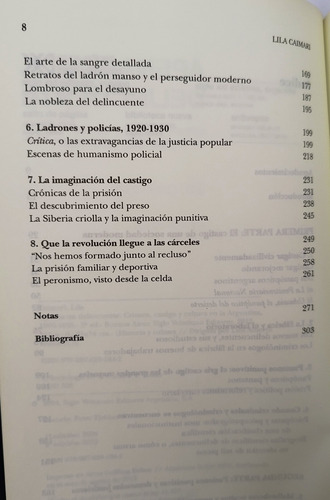 8
LILA CAIMARI
El arte de la sangre detallada 169
Retratos del ladrón manso y el perseguidor moderno 177
Lombroso para el desayuno 187
La nobleza del delincuente 195
6. Ladrones y policías, 1920-1930 199
Crítica, o las extravagancias de la justicia popular 199
Escenas de humanismo policial 218
7. La imaginación del castigo 231
Crónicas de la prisión 231
El descubrimiento del preso 238
La Siberia criolla y la imaginación punitiva 245
8. Que la revolución llegue a las cárceles 249
“Nos hemos formado junto al recluso” 250
La prisión familiar y deportiva 258
El peronismo, visto desde la celda 261
Notas 271
Bibliografía 303